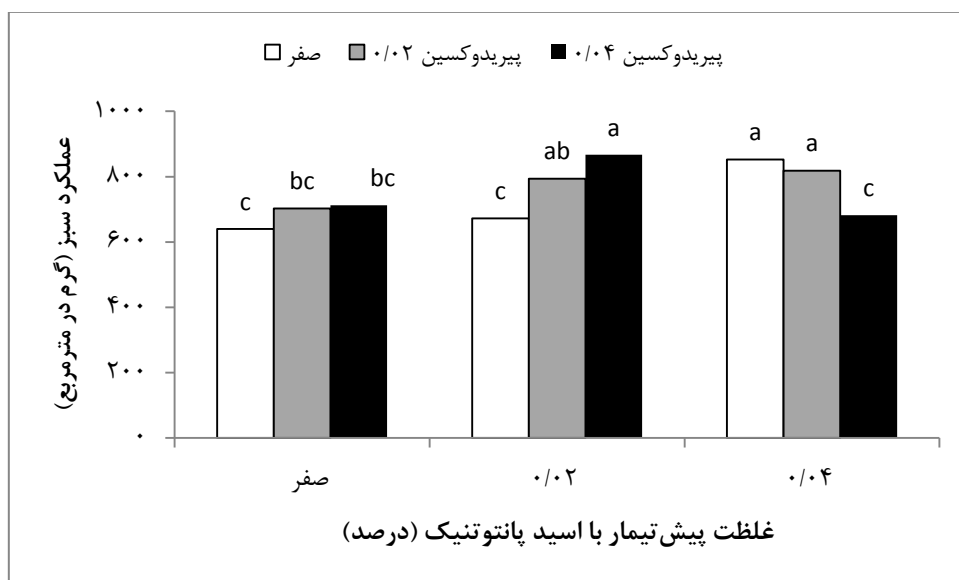 صفر پیریدوکسین ۰/۰۲ پیریدوکسین ۰/۰۴
عملکرد سبز (گرم در مترمربع)
۱۰۰۰
۸۰۰
۶۰۰
۴۰۰
۲۰۰
۰
c bc bc c ab a a a c
صفر ۰/۰۲ ۰/۰۴
غلظت پیش‌تیمار با اسید پانتوتنیک (درصد)